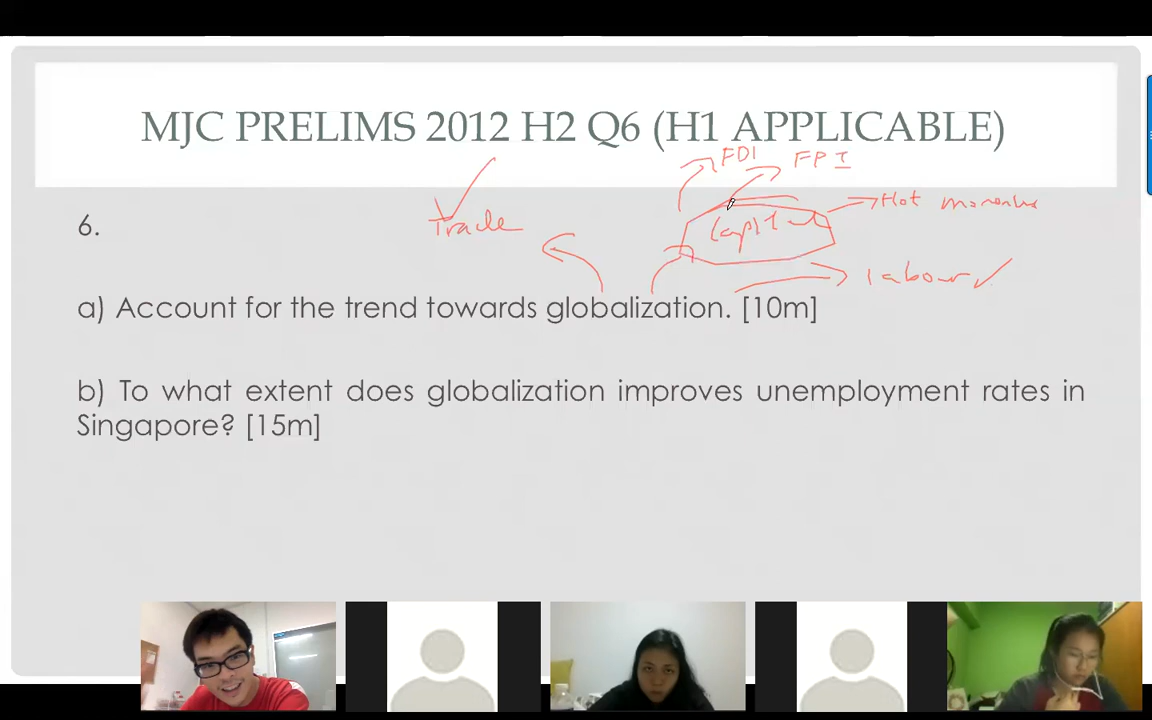 MJC PRELIMS 2012 H2 Q6 (H1 APPLICABLE)
FDI
FPI
Hot
6.
Trade
Capital
labour
a) Account for the trend towards globalization. [10m]
b) To what extent does globalization improves unemployment rates in
Singapore? [15m]